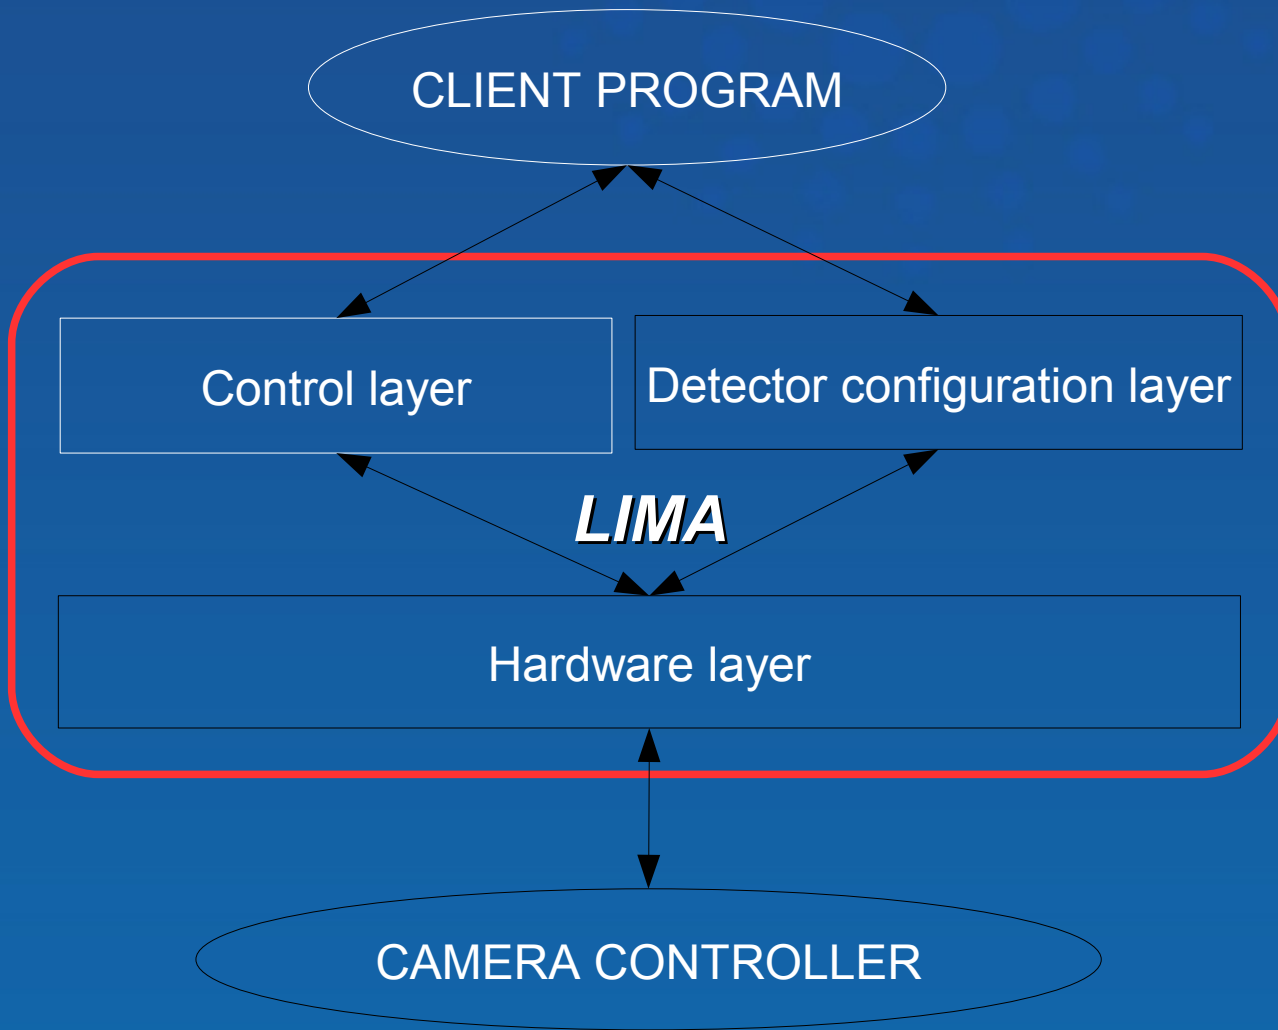 CLIENT PROGRAM
Control layer
Detector configuration layer
LIMA
Hardware layer
CAMERA CONTROLLER